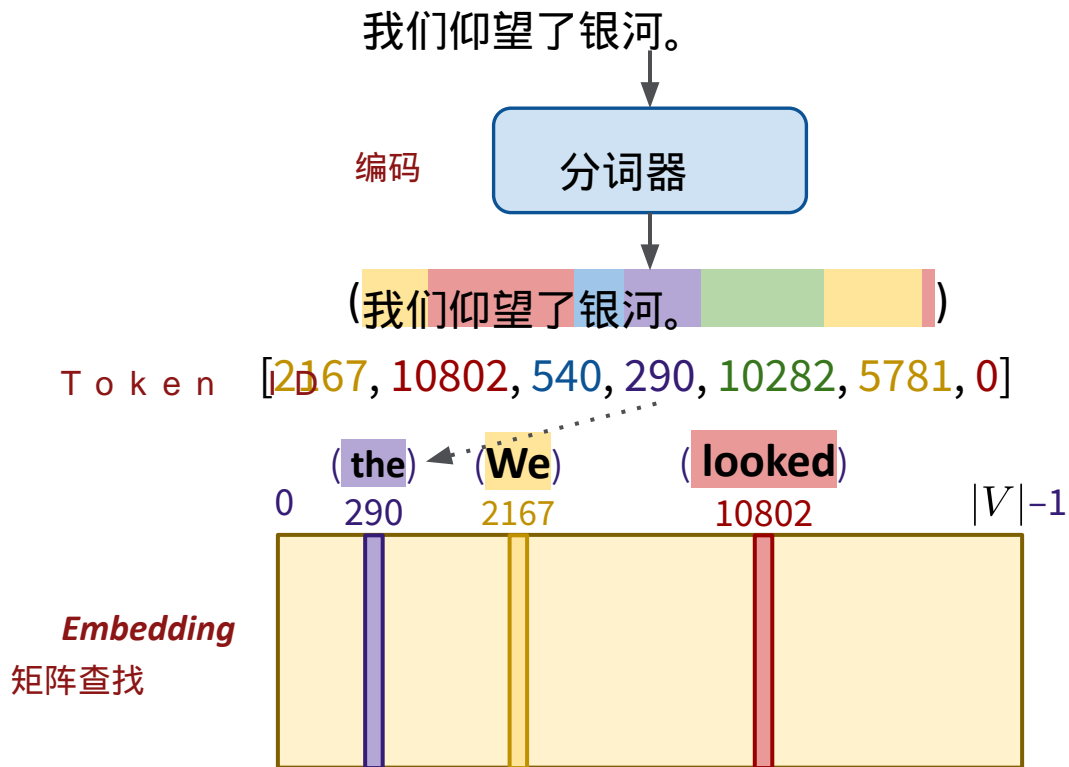 我们仰望了银河。
编码
分词器
(我们仰望了银河。)
Token ID
[2167, 10802, 540, 290, 10282, 5781, 0]
(the) (We) (looked)
0 290 2167 10802 |V|−1
Embedding
矩阵查找